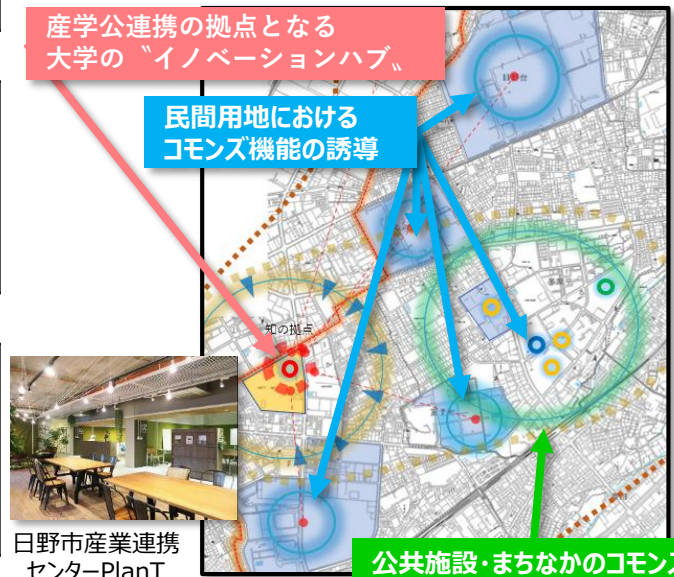 産学公連携の拠点となる
大学の〝イノベーションハブ〟
民間用地における
コモンズ機能の誘導
知の拠点
日野市産業連携
センターPlanT
公共施設・まちなかのコモンズ